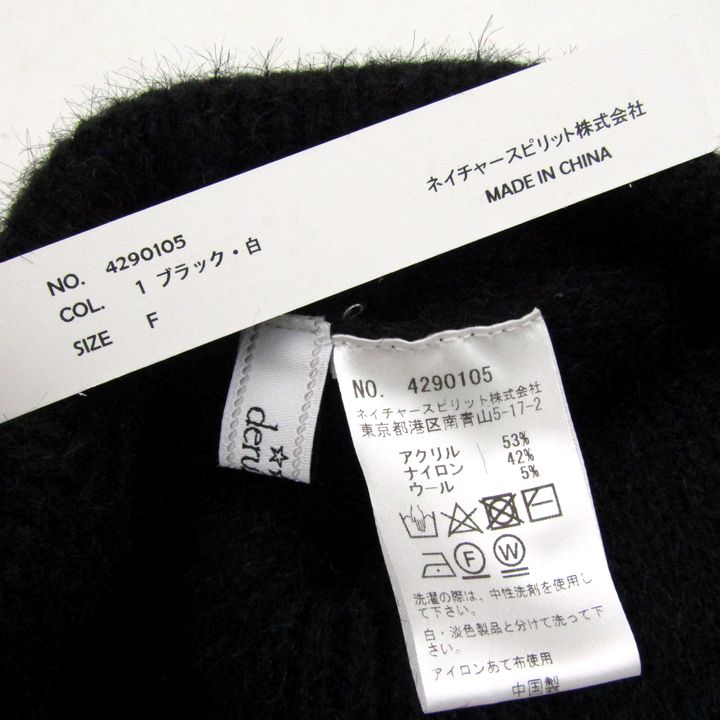 ネイチャースピリット株式会社
MADE IN CHINA
NO. 4290105
COL. 1 ブラック・白
SIZE F
NO. 4290105
ネイチャースピリット株式会社
東京都港区南青山5-17-2
アクリル 53%
ナイロン 42%
ウール 5%
F W
洗濯の際は、中性洗剤を使用し
て下さい。
白・淡色製品と分けて洗って下
さい。
アイロンあて布使用
中国製